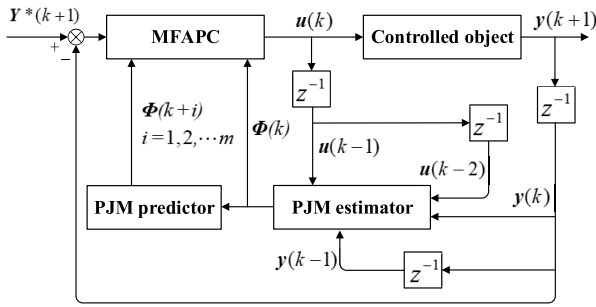 Y*(k+1)
+
−
MFAPC
u(k)
Controlled object
y(k+1)
z⁻¹
z⁻¹
Φ(k+i)
i=1,2,⋯m
Φ(k)
u(k−1)
z⁻¹
u(k−2)
PJM predictor
PJM estimator
y(k)
y(k−1)
z⁻¹